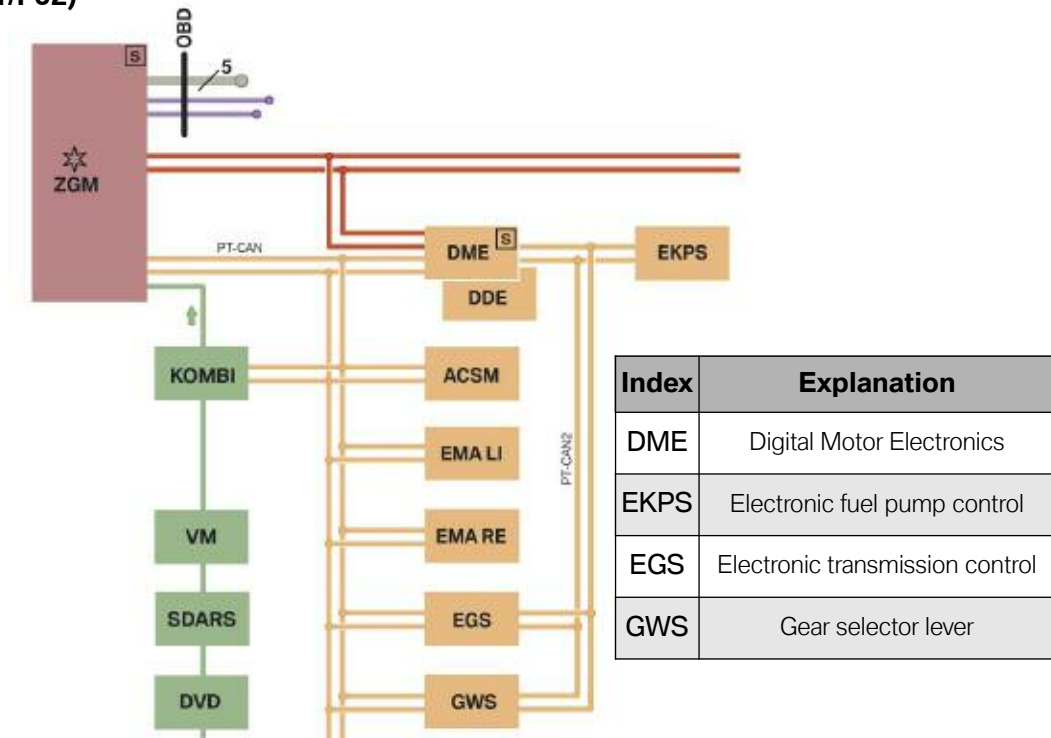 OBD
S
5
ZGM
PT-CAN
DME S
EKPS
DDE
KOMBI
ACSM
EMA LI
PT-CAN2
VM
EMA RE
SDARS
EGS
DVD
GWS
Index Explanation
DME Digital Motor Electronics
EKPS Electronic fuel pump control
EGS Electronic transmission control
GWS Gear selector lever